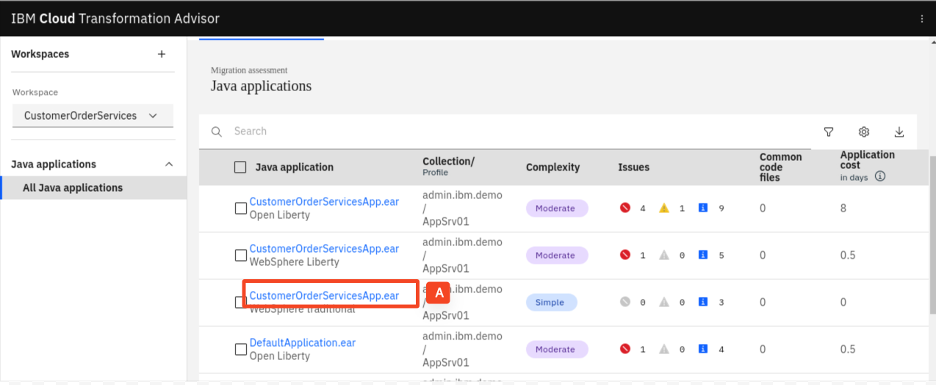 IBM Cloud Transformation Advisor
Workspaces
Workspace
CustomerOrderServices
Java applications
All Java applications
Migration assessment
Java applications
Search
Java application Collection/ Profile Complexity Issues Common code files Application cost in days
CustomerOrderServicesApp.ear
Open Liberty
admin.ibm.demo
/
AppSrv01
Moderate 4 1 9 0 8
CustomerOrderServicesApp.ear
WebSphere Liberty
admin.ibm.demo
/
AppSrv01
Moderate 1 0 5 0 0.5
CustomerOrderServicesApp.ear
A
WebSphere traditional
admin.ibm.demo
/
AppSrv01
Simple 0 0 3 0 0
DefaultApplication.ear
Open Liberty
admin.ibm.demo
/
AppSrv01
Moderate 1 0 4 0 0.5